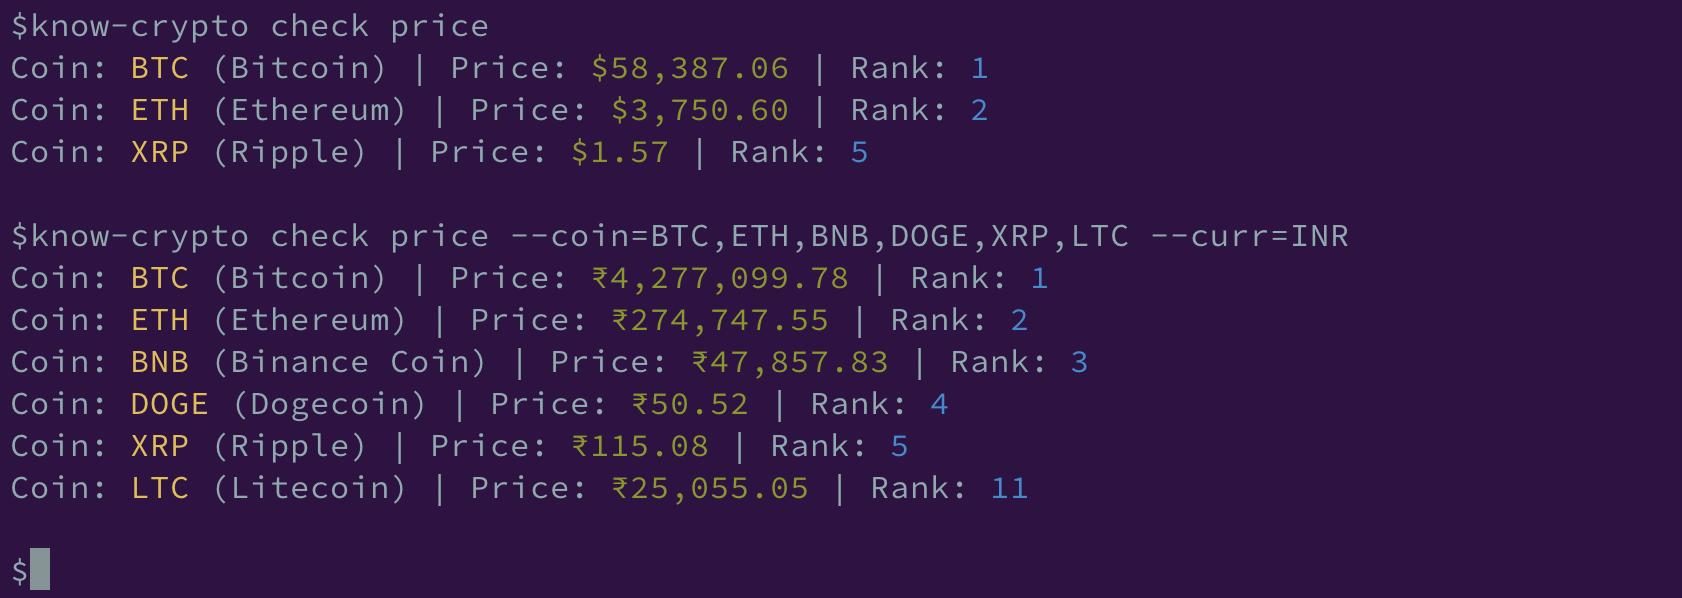 $know-crypto check price
Coin: BTC (Bitcoin) | Price: $58,387.06 | Rank: 1
Coin: ETH (Ethereum) | Price: $3,750.60 | Rank: 2
Coin: XRP (Ripple) | Price: $1.57 | Rank: 5
$know-crypto check price --coin=BTC,ETH,BNB,DOGE,XRP,LTC --curr=INR
Coin: BTC (Bitcoin) | Price: ₹4,277,099.78 | Rank: 1
Coin: ETH (Ethereum) | Price: ₹274,747.55 | Rank: 2
Coin: BNB (Binance Coin) | Price: ₹47,857.83 | Rank: 3
Coin: DOGE (Dogecoin) | Price: ₹50.52 | Rank: 4
Coin: XRP (Ripple) | Price: ₹115.08 | Rank: 5
Coin: LTC (Litecoin) | Price: ₹25,055.05 | Rank: 11
$